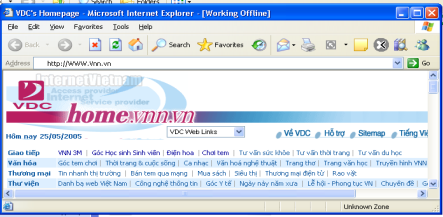 VDC's Homepage - Microsoft Internet Explorer - [Working Offline]
File Edit View Favorites Tools Help
Back Search Favorites
Address http://WWW.Vnn.vn Go
InternetVietnam
Access
Internet
Service provider
VDC home.vnn.vn
VDC Web Links
Hôm nay 25/05/2005 Về VDC Hỗ trợ Sitemap Tiếng Việ
Giao tiếp VNN 3M | Góc Học sinh Sinh viên | Điện hoa | Chơi tem | Tư vấn sức khỏe | Tư vấn thời trang | Tư vấn du học
Văn hóa Góc tem chơi | Thời trang & cuộc sống | Ca nhạc | Văn hoá nghệ thuật | Trang thơ | Trang văn học | Truyền hình VNN
Thương mại Tin nhanh thị trường | Bán tem qua mạng | Mua sách | Siêu thị | Thương mại điện tử | Rao vặt
Thư viện Danh bạ web Việt Nam | Công nghệ thông tin | Góc Y tế | Ngày này năm xưa | Lễ hội - Phong tục VN | Chuyên đề | G
Unknown Zone